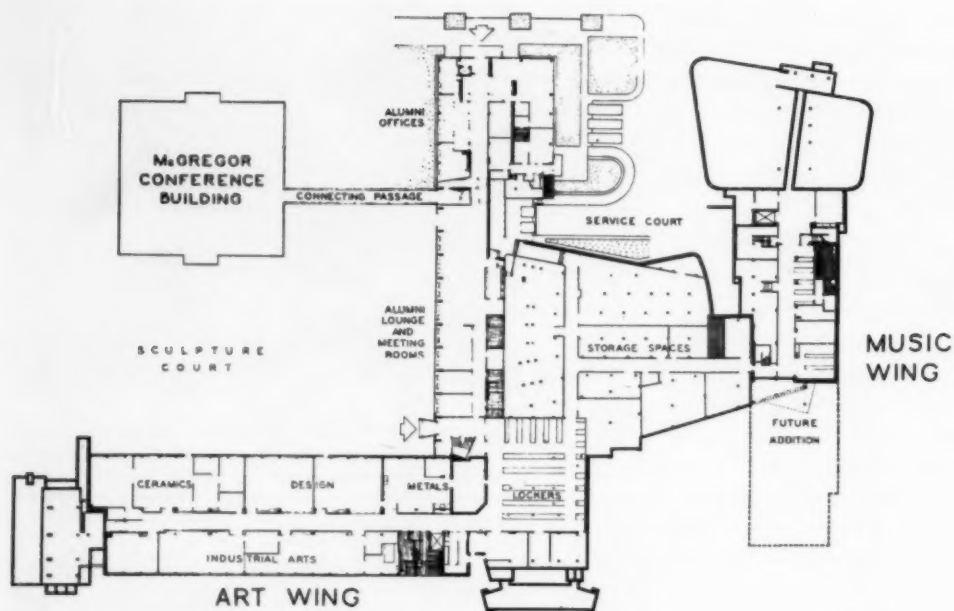 ALUMNI
OFFICES
McGREGOR
CONFERENCE
BUILDING
CONNECTING PASSAGE
SERVICE COURT
ALUMNI
LOUNGE
AND
MEETING
ROOMS
SCULPTURE
COURT
STORAGE SPACES
MUSIC
WING
FUTURE
ADDITION
CERAMICS
DESIGN
METALS
LOCKERS
INDUSTRIAL ARTS
ART WING